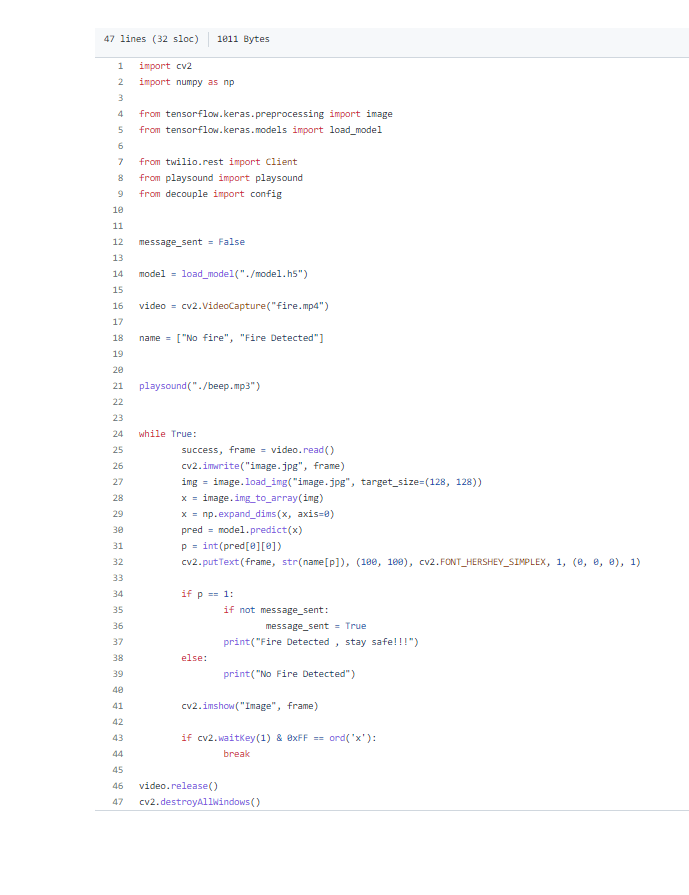 47 lines (32 sloc) 1011 Bytes
1 import cv2
2 import numpy as np
3
4 from tensorflow.keras.preprocessing import image
5 from tensorflow.keras.models import load_model
6
7 from twilio.rest import Client
8 from playsound import playsound
9 from decouple import config
10
11
12 message_sent = False
13
14 model = load_model("./model.h5")
15
16 video = cv2.VideoCapture("fire.mp4")
17
18 name = ["No fire", "Fire Detected"]
19
20
21 playsound("./beep.mp3")
22
23
24 while True:
25 success, frame = video.read()
26 cv2.imwrite("image.jpg", frame)
27 img = image.load_img("image.jpg", target_size=(128, 128))
28 x = image.img_to_array(img)
29 x = np.expand_dims(x, axis=0)
30 pred = model.predict(x)
31 p = int(pred[0][0])
32 cv2.putText(frame, str(name[p]), (100, 100), cv2.FONT_HERSHEY_SIMPLEX, 1, (0, 0, 0), 1)
33
34 if p == 1:
35 if not message_sent:
36 message_sent = True
37 print("Fire Detected , stay safe!!!")
38 else:
39 print("No Fire Detected")
40
41 cv2.imshow("Image", frame)
42
43 if cv2.waitKey(1) & 0xFF == ord('x'):
44 break
45
46 video.release()
47 cv2.destroyAllWindows()